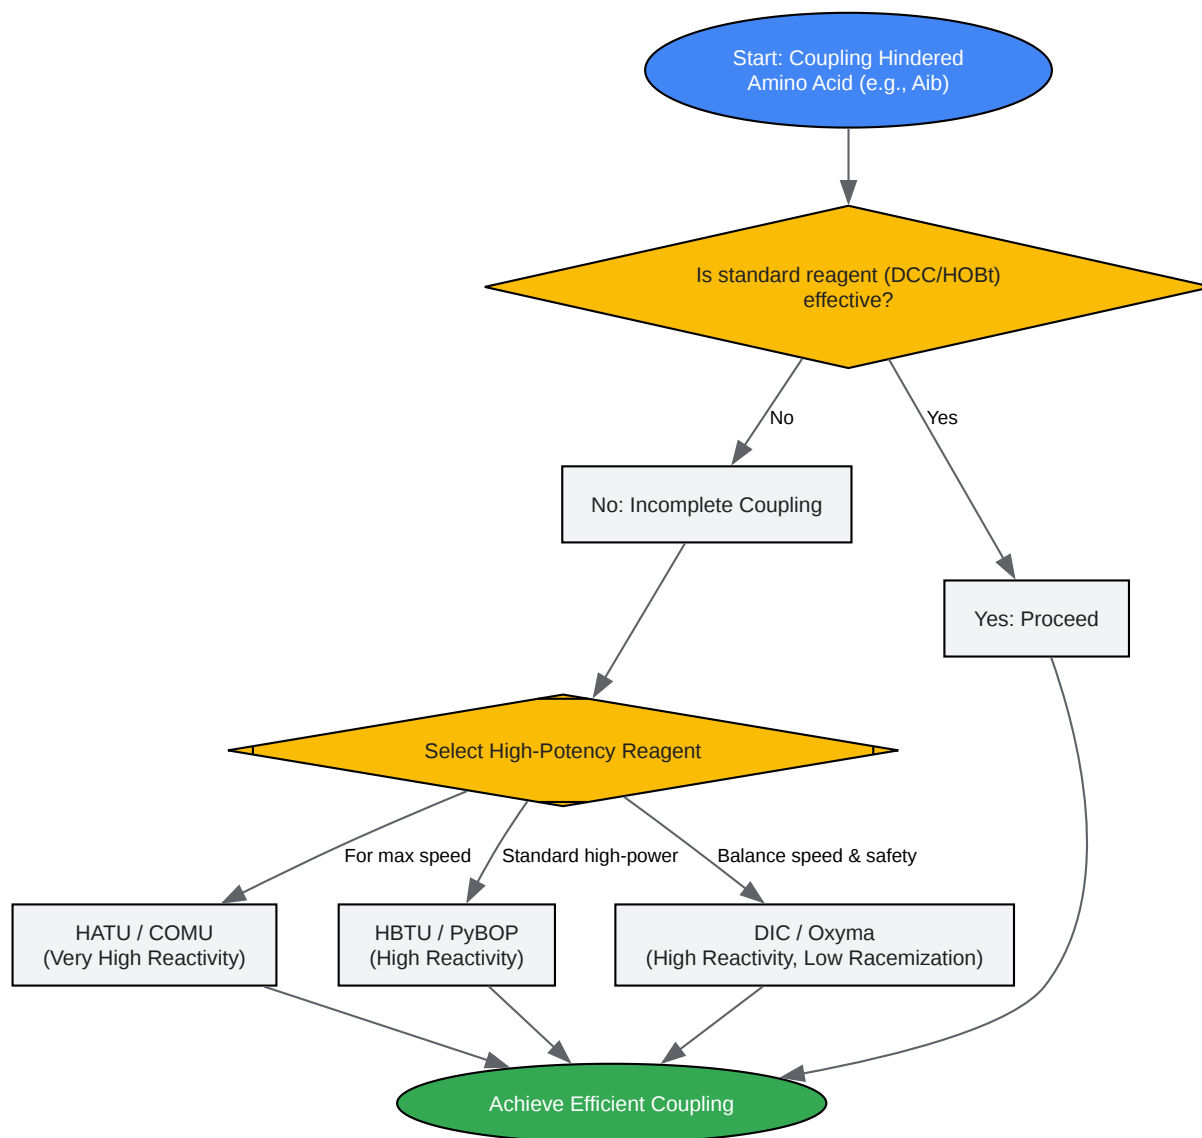 Start: Coupling Hindered
Amino Acid (e.g., Aib)
Is standard reagent (DCC/HOBt)
effective?
No
Yes
No: Incomplete Coupling
Yes: Proceed
Select High-Potency Reagent
For max speed
Standard high-power
Balance speed & safety
HATU / COMU
(Very High Reactivity)
HBTU / PyBOP
(High Reactivity)
DIC / Oxyma
(High Reactivity, Low Racemization)
Achieve Efficient Coupling